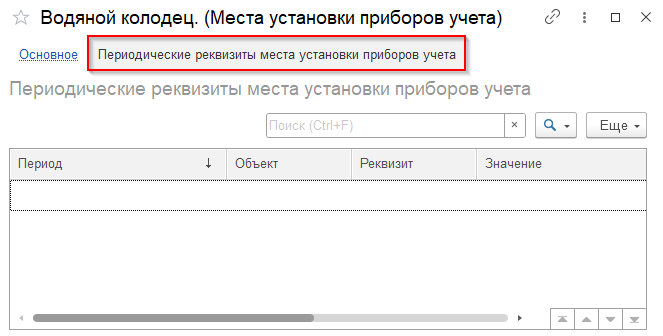 Водяной колодец. (Места установки приборов учета)
Основное Периодические реквизиты места установки приборов учета
Периодические реквизиты места установки приборов учета
Поиск (Ctrl+F) × Еще
Период ↓ Объект Реквизит Значение